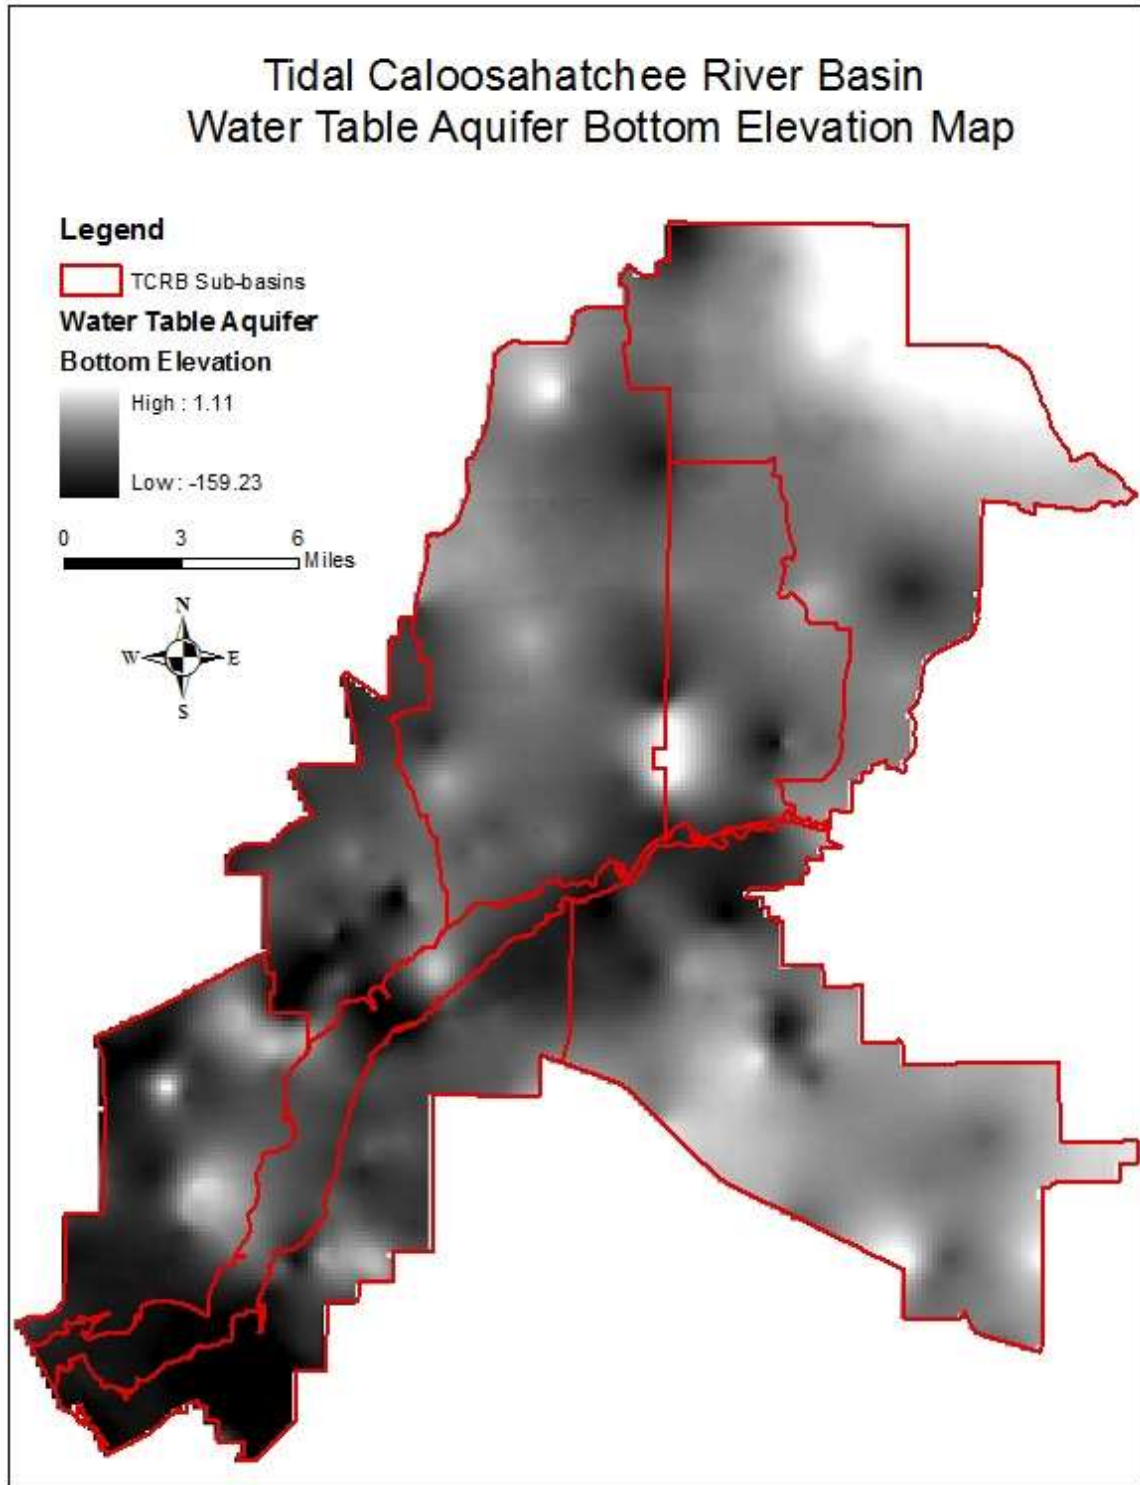 Tidal Caloosahatchee River Basin
Water Table Aquifer Bottom Elevation Map
Legend
TCRB Sub-basins
Water Table Aquifer
Bottom Elevation
High : 1.11
Low : -159.23
0 3 6
Miles
N
W E
S